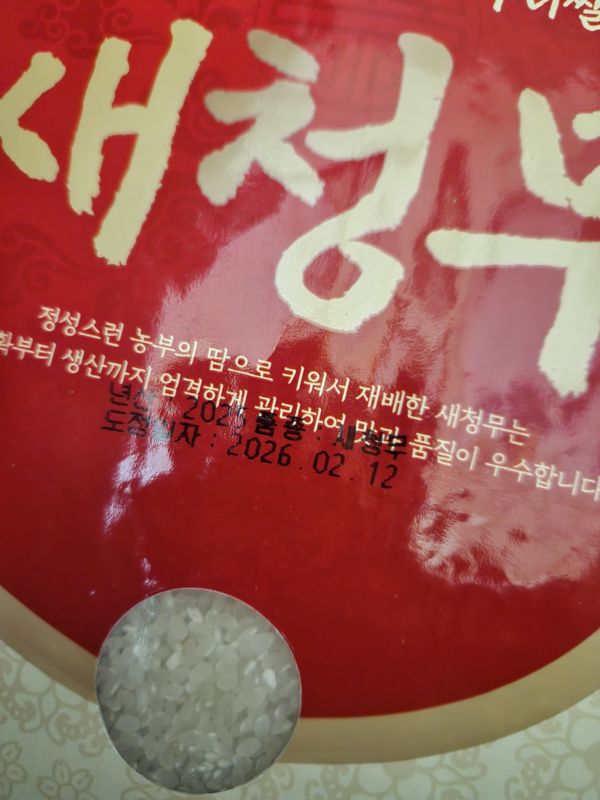 새청무
정성스런 농부의 땀으로 키워서 재배한 새청무는
부터 생산까지 엄격하게 관리하여 맛과 품질이 우수합니다
2025 품종 : 새청무
도정일자 : 2026.02.12